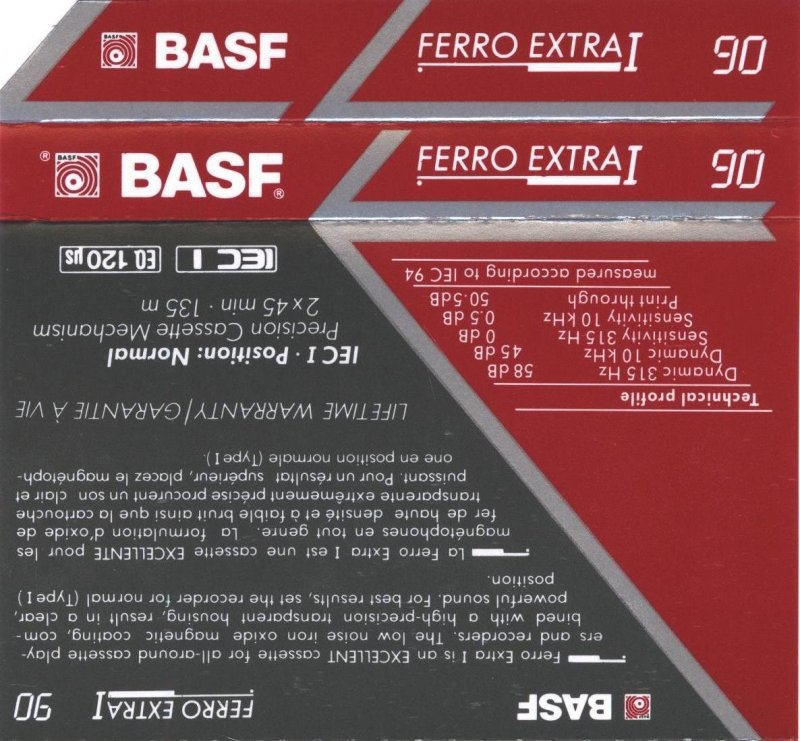 BASF FERRO EXTRA I 90
BASF® BASF® FERRO EXTRA I 90
BASF FERRO EXTRA I 90
Ferro Extra I is an EXCELLENT cassette for all-around cassette play-
ers and recorders. The low noise iron oxide magnetic coating, com-
bined with a high-precision transparent housing, result in a clear,
powerful sound. For best results, set the recorder for normal (Type I)
position.
La Ferro Extra I est une cassette EXCELLENTE pour les
magnétophones en tout genre. La formulation d'oxide de
fer de haute densité et à faible bruit ainsi que la cartouche
transparente extrêmement précise procurent un son clair et
puissant. Pour un résultat supérieur, placez le magnétoph-
one en position normale (Type I).
LIFETIME WARRANTY/GARANTIE À VIE
IEC I · Position: Normal
Precision Cassette Mechanism
2 x 45 min · 135 m
IEC I EQ. 120 µs
Technical profile
Dynamic 315 Hz 58 dB
Dynamic 10 kHz 45 dB
Sensitivity 315 Hz 0 dB
Sensitivity 10 kHz 0.5 dB
Print through 50.5 dB
measured according to IEC 94